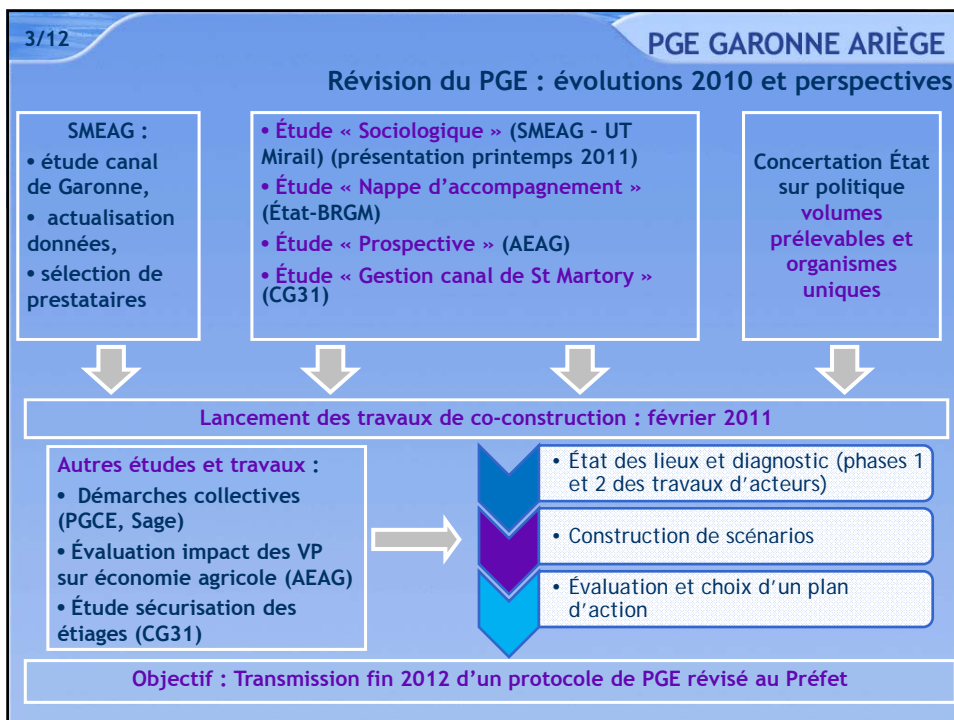 3/12
PGE GARONNE ARIÈGE
Révision du PGE : évolutions 2010 et perspectives
SMEAG :
• étude canal
de Garonne,
• actualisation
données,
• sélection de
prestataires
• Étude « Sociologique » (SMEAG - UT
Mirail) (présentation printemps 2011)
• Étude « Nappe d’accompagnement »
(État-BRGM)
• Étude « Prospective » (AEAG)
• Étude « Gestion canal de St Martory »
(CG31)
Concertation État
sur politique
volumes
prélevables et
organismes
uniques
Lancement des travaux de co-construction : février 2011
Autres études et travaux :
• Démarches collectives
(PGCE, Sage)
• Évaluation impact des VP
sur économie agricole (AEAG)
• Étude sécurisation des
étiages (CG31)
• État des lieux et diagnostic (phases 1
et 2 des travaux d’acteurs)
• Construction de scénarios
• Évaluation et choix d’un plan
d’action
Objectif : Transmission fin 2012 d’un protocole de PGE révisé au Préfet